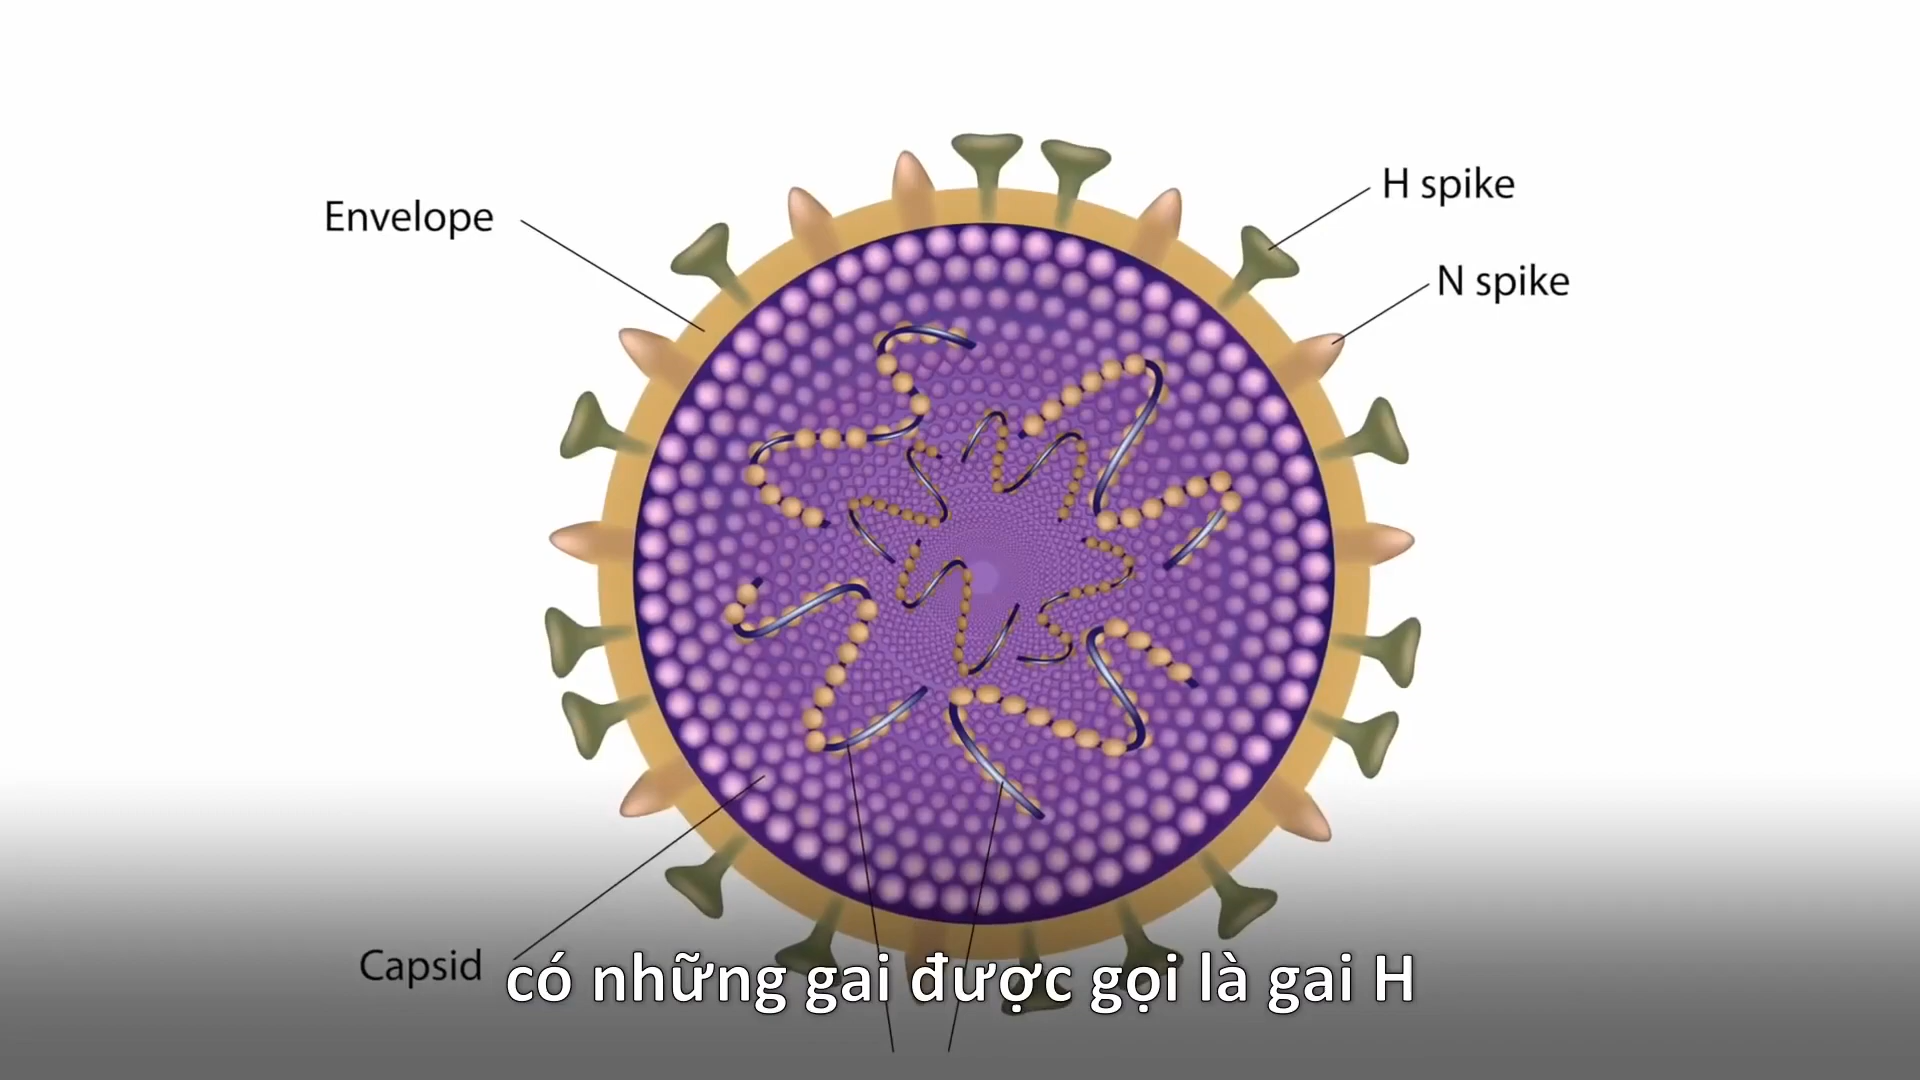 H spike
Envelope
N spike
Capsid
có những gai được gọi là gai H